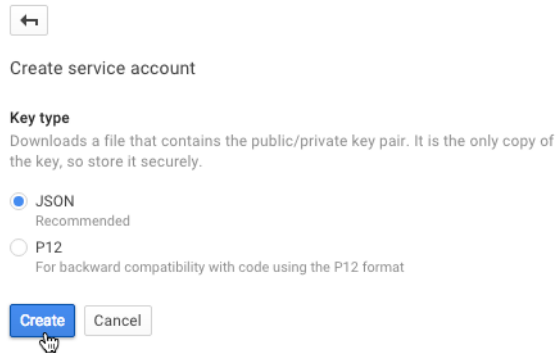 Create service account
Key type
Downloads a file that contains the public/private key pair. It is the only copy of
the key, so store it securely.
JSON
Recommended
P12
For backward compatibility with code using the P12 format
Create Cancel